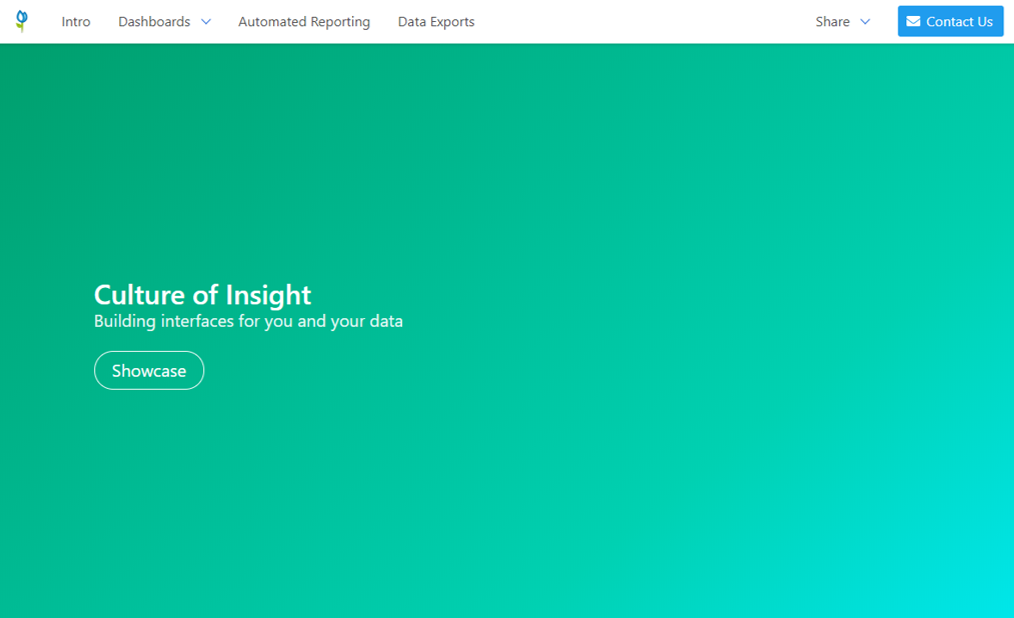 Intro Dashboards Automated Reporting Data Exports Share Contact Us
Culture of Insight
Building interfaces for you and your data
Showcase